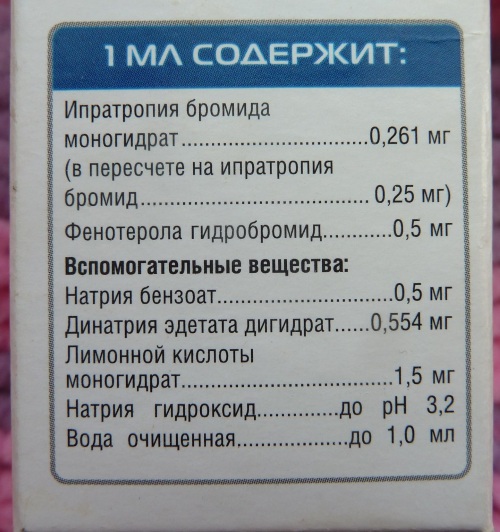 1 МЛ СОДЕРЖИТ:
Ипратропия бромида
моногидрат..................0,261 мг
(в пересчете на ипратропия
бромид...................... 0,25 мг)
Фенотерола гидробромид.......0,5 мг
Вспомогательные вещества:
Натрия бензоат.................0,5 мг
Динатрия эдетата дигидрат.....0,554 мг
Лимонной кислоты
моногидрат.....................1,5 мг
Натрия гидроксид.........до pH 3,2
Вода очищенная............до 1,0 мл